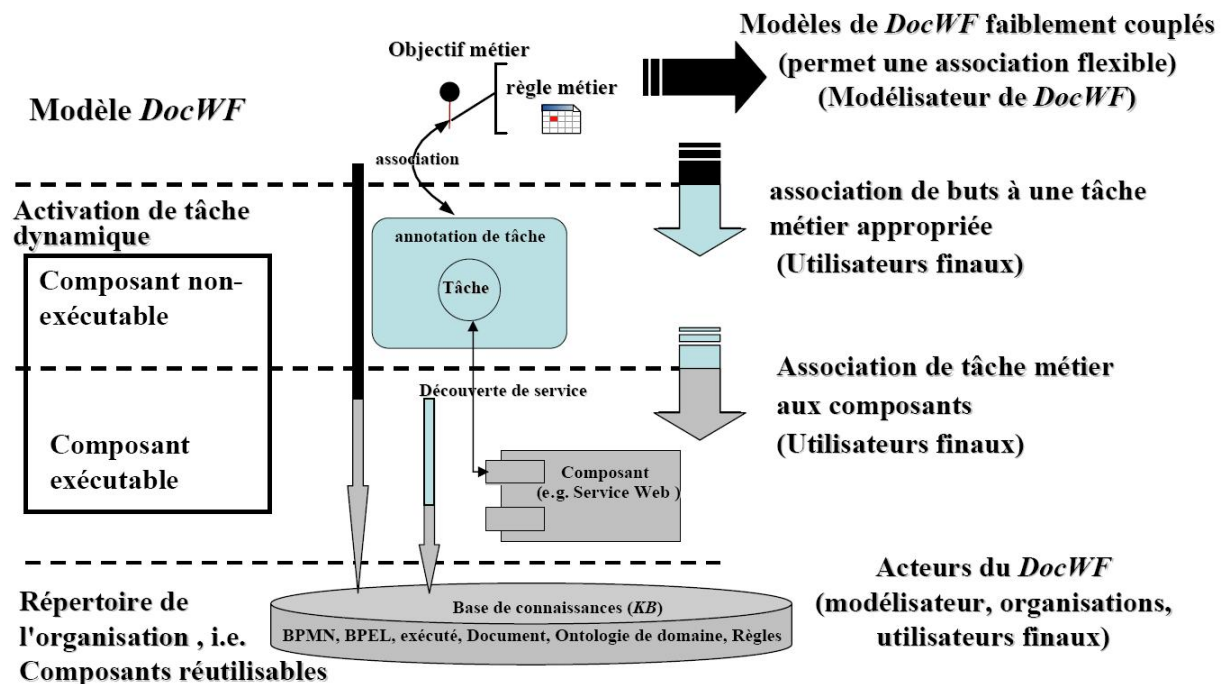 Modèles de DocWF faiblement couplés
(permet une association flexible)
(Modélisateur de DocWF)
Objectif métier
règle métier
Modèle DocWF
association
Activation de tâche
dynamique
annotation de tâche
Tâche
association de buts à une tâche
métier appropriée
(Utilisateurs finaux)
Composant non-
exécutable
Découverte de service
Association de tâche métier
aux composants
(Utilisateurs finaux)
Composant
exécutable
Composant
(e.g. Service Web )
Acteurs du DocWF
(modélisateur, organisations,
utilisateurs finaux)
Répertoire de
l'organisation , i.e.
Composants réutilisables
Base de connaissances (KB)
BPMN, BPEL, exécuté, Document, Ontologie de domaine, Règles